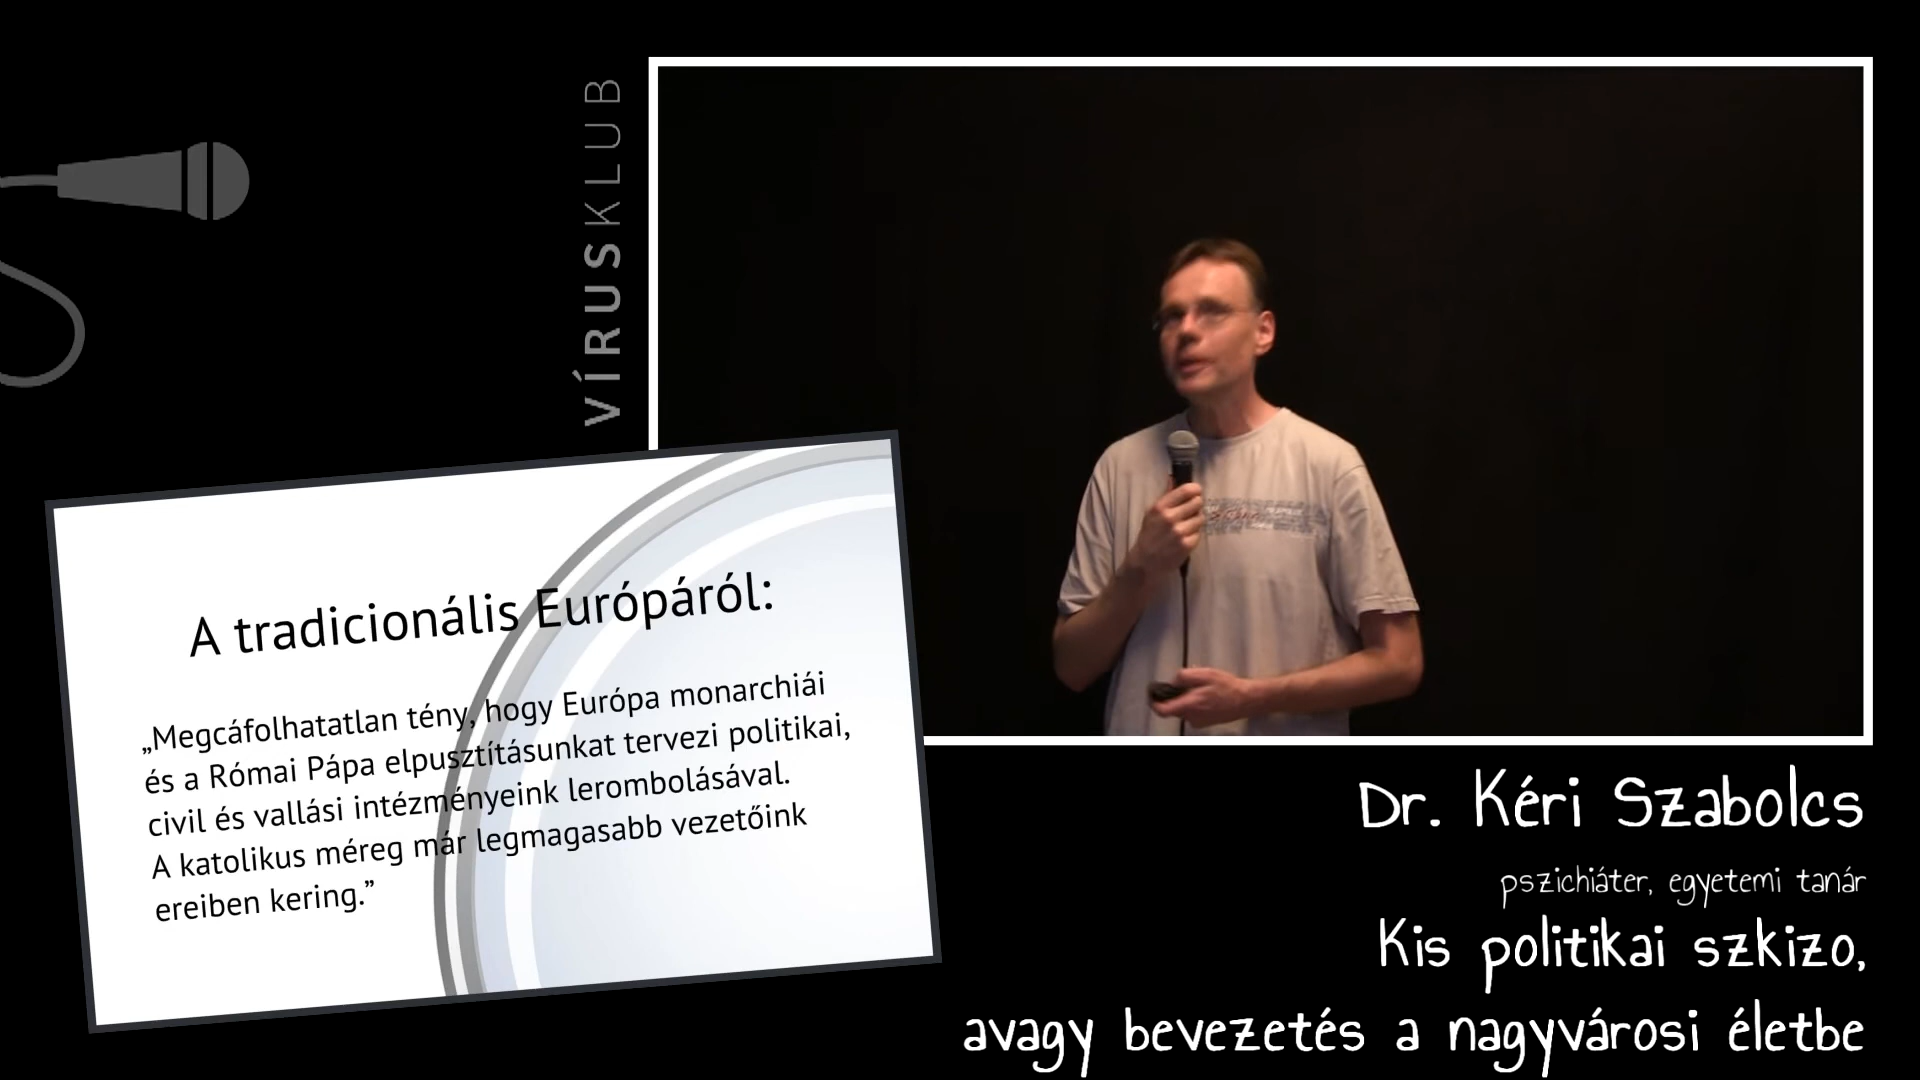 VÍRUSKLUB
A tradicionális Európáról:
„Megcáfolhatatlan tény, hogy Európa monarchiái
és a Római Pápa elpusztításunkat tervezi politikai,
civil és vallási intézményeink lerombolásával.
A katolikus méreg már legmagasabb vezetőink
ereiben kering.”
Dr. Kéri Szabolcs
pszichiáter, egyetemi tanár
Kis politikai szkizo,
avagy bevezetés a nagyvárosi életbe